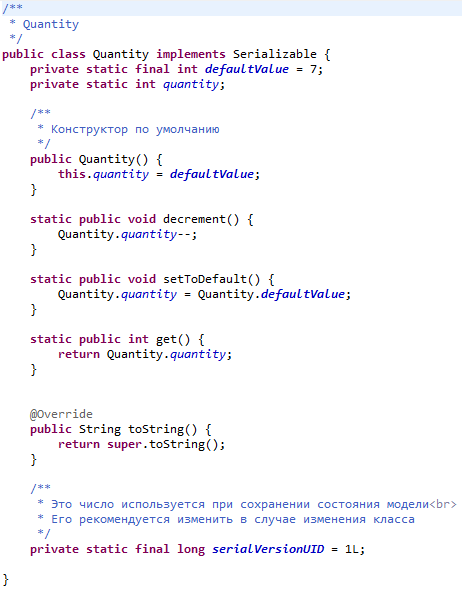 /**
 * Quantity
 */
public class Quantity implements Serializable {
    private static final int defaultValue = 7;
    private static int quantity;
    /**
     * Конструктор по умолчанию
     */
    public Quantity() {
        this.quantity = defaultValue;
    }
    static public void decrement() {
        Quantity.quantity--;
    }
    static public void setToDefault() {
        Quantity.quantity = Quantity.defaultValue;
    }
    static public int get() {
        return Quantity.quantity;
    }
    @Override
    public String toString() {
        return super.toString();
    }
    /**
     * Это число используется при сохранении состояния модели<br>
     * Его рекомендуется изменить в случае изменения класса
     */
    private static final long serialVersionUID = 1L;
}